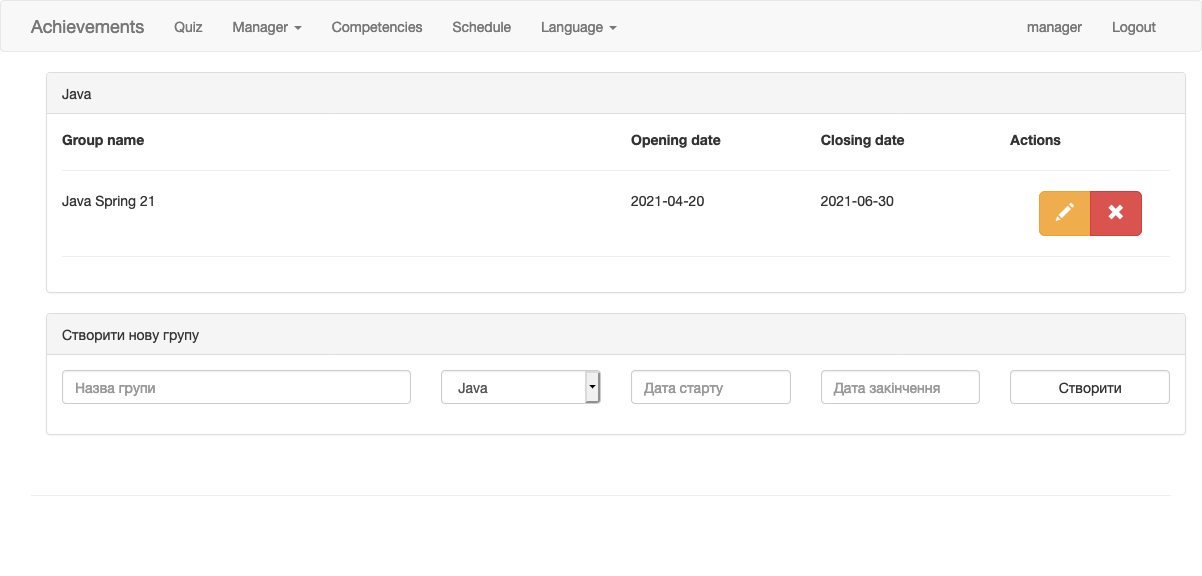 Achievements Quiz Manager Competencies Schedule Language manager Logout
Java
Group name Opening date Closing date Actions
Java Spring 21 2021-04-20 2021-06-30
Створити нову групу
Назва групи Java Дата старту Дата закінчення Створити